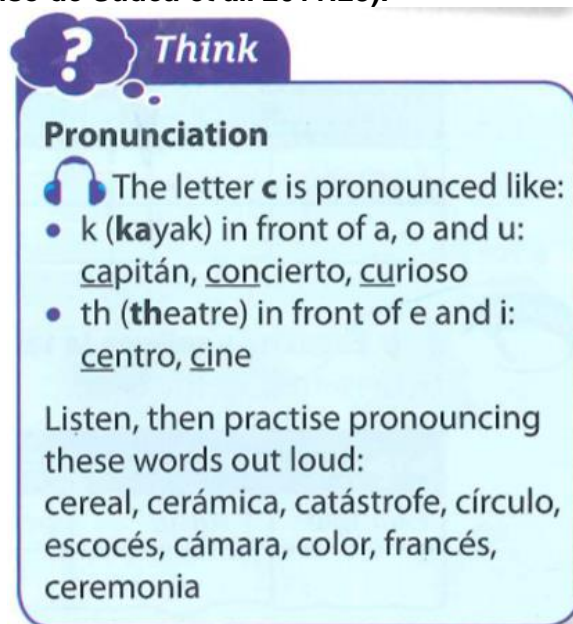 ? Think
Pronunciation
The letter c is pronounced like:
• k (kayak) in front of a, o and u:
capitán, concierto, curioso
• th (theatre) in front of e and i:
centro, cine
Listen, then practise pronouncing
these words out loud:
cereal, cerámica, catástrofe, círculo,
escocés, cámara, color, francés,
ceremonia